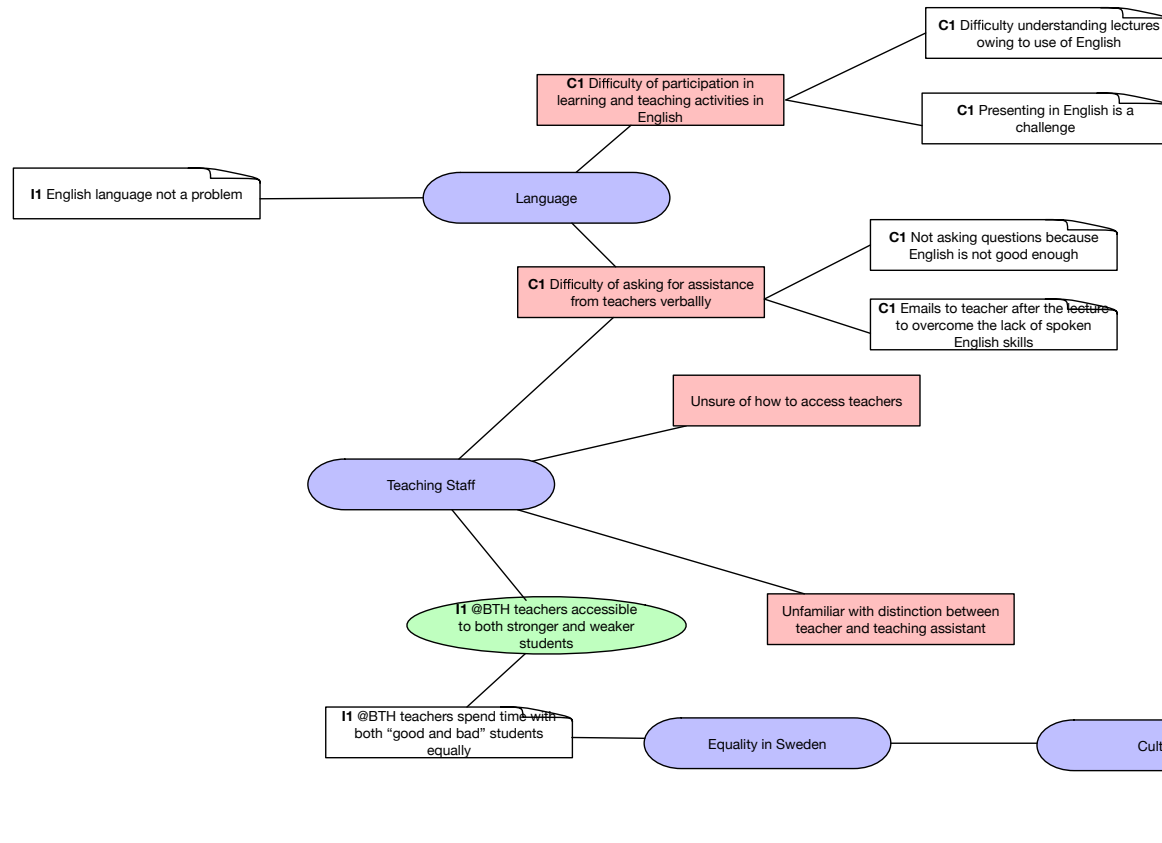 C1 Difficulty understanding lectures
owing to use of English
C1 Difficulty of participation in
learning and teaching activities in
English
C1 Presenting in English is a
challenge
I1 English language not a problem
Language
C1 Not asking questions because
English is not good enough
C1 Difficulty of asking for assistance
from teachers verballly
C1 Emails to teacher after the lecture
to overcome the lack of spoken
English skills
Unsure of how to access teachers
Teaching Staff
I1 @BTH teachers accessible
to both stronger and weaker
students
Unfamiliar with distinction between
teacher and teaching assistant
I1 @BTH teachers spend time with
both “good and bad” students
equally
Equality in Sweden
Cult